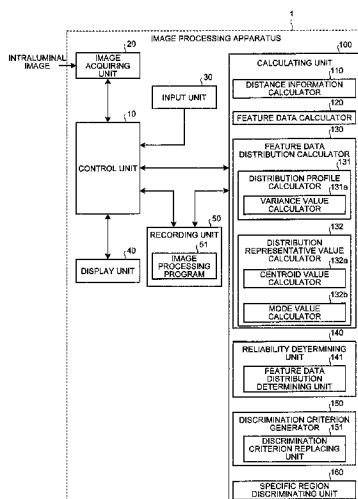 1
IMAGE PROCESSING APPARATUS
INTRALUMINAL
IMAGE
20
IMAGE
ACQUIRING
UNIT
30
INPUT UNIT
10
CONTROL UNIT
50
RECORDING UNIT
51
IMAGE
PROCESSING
PROGRAM
40
DISPLAY UNIT
100
CALCULATING UNIT
110
DISTANCE INFORMATION
CALCULATOR
120
FEATURE DATA CALCULATOR
130
FEATURE DATA
DISTRIBUTION CALCULATOR
131
DISTRIBUTION PROFILE
CALCULATOR
131a
VARIANCE VALUE
CALCULATOR
132
DISTRIBUTION
REPRESENTATIVE VALUE
CALCULATOR
132a
CENTROID VALUE
CALCULATOR
132b
MODE VALUE
CALCULATOR
140
RELIABILITY DETERMINING
UNIT
141
FEATURE DATA
DISTRIBUTION
DETERMINING UNIT
150
DISCRIMINATION CRITERION
GENERATOR
151
DISCRIMINATION
CRITERION REPLACING
UNIT
160
SPECIFIC REGION
DISCRIMINATING UNIT